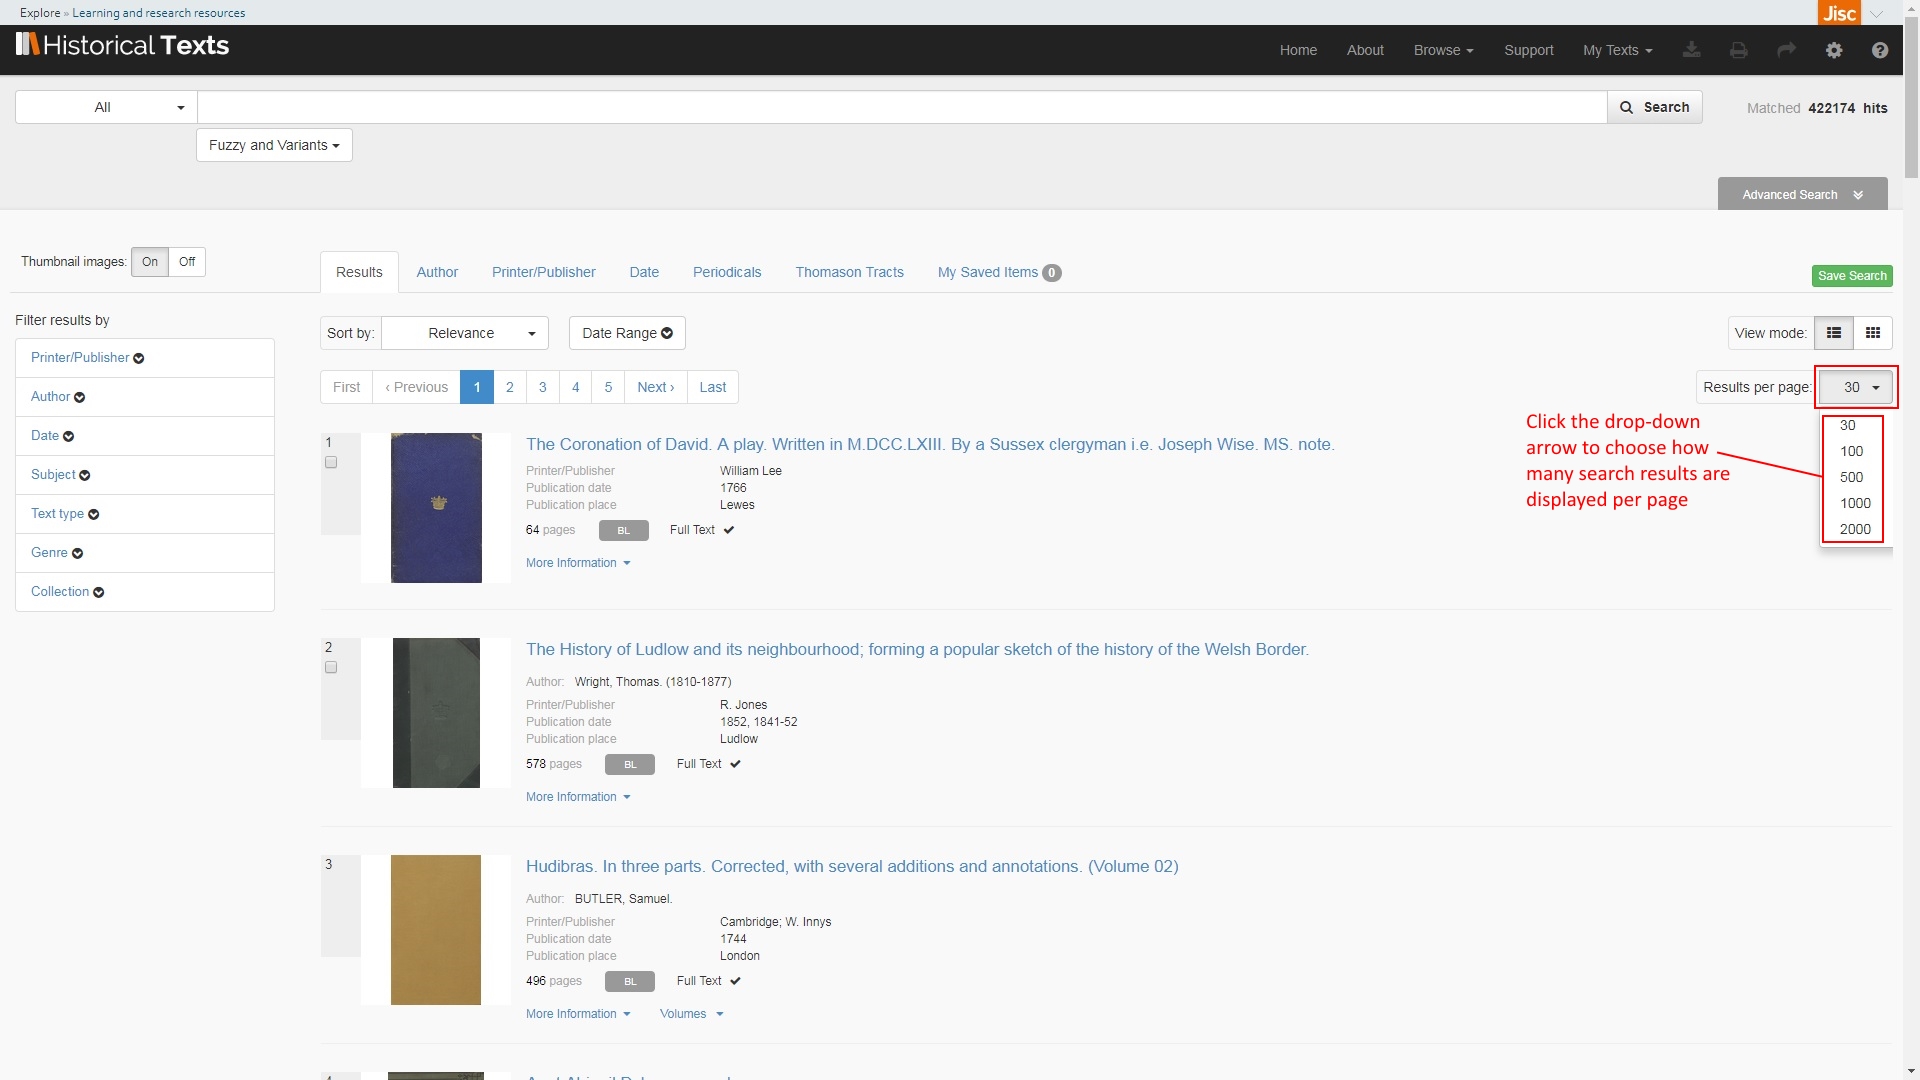 Explore » Learning and research resources
Jisc
Historical Texts
Home About Browse Support My Texts
All Search Matched 422174 hits
Fuzzy and Variants
Advanced Search
Thumbnail images: On Off
Results Author Printer/Publisher Date Periodicals Thomason Tracts My Saved Items 0
Save Search
Filter results by
Printer/Publisher
Author
Date
Subject
Text type
Genre
Collection
Sort by: Relevance Date Range
View mode:
First ‹ Previous 1 2 3 4 5 Next › Last
Results per page: 30
30
100
500
1000
2000
Click the drop-down
arrow to choose how
many search results are
displayed per page
1
The Coronation of David. A play. Written in M.DCC.LXIII. By a Sussex clergyman i.e. Joseph Wise. MS. note.
Printer/Publisher William Lee
Publication date 1766
Publication place Lewes
64 pages BL Full Text
More Information
2
The History of Ludlow and its neighbourhood; forming a popular sketch of the history of the Welsh Border.
Author: Wright, Thomas. (1810-1877)
Printer/Publisher R. Jones
Publication date 1852, 1841-52
Publication place Ludlow
578 pages BL Full Text
More Information
3
Hudibras. In three parts. Corrected, with several additions and annotations. (Volume 02)
Author: BUTLER, Samuel.
Printer/Publisher Cambridge; W. Innys
Publication date 1744
Publication place London
496 pages BL Full Text
More Information Volumes